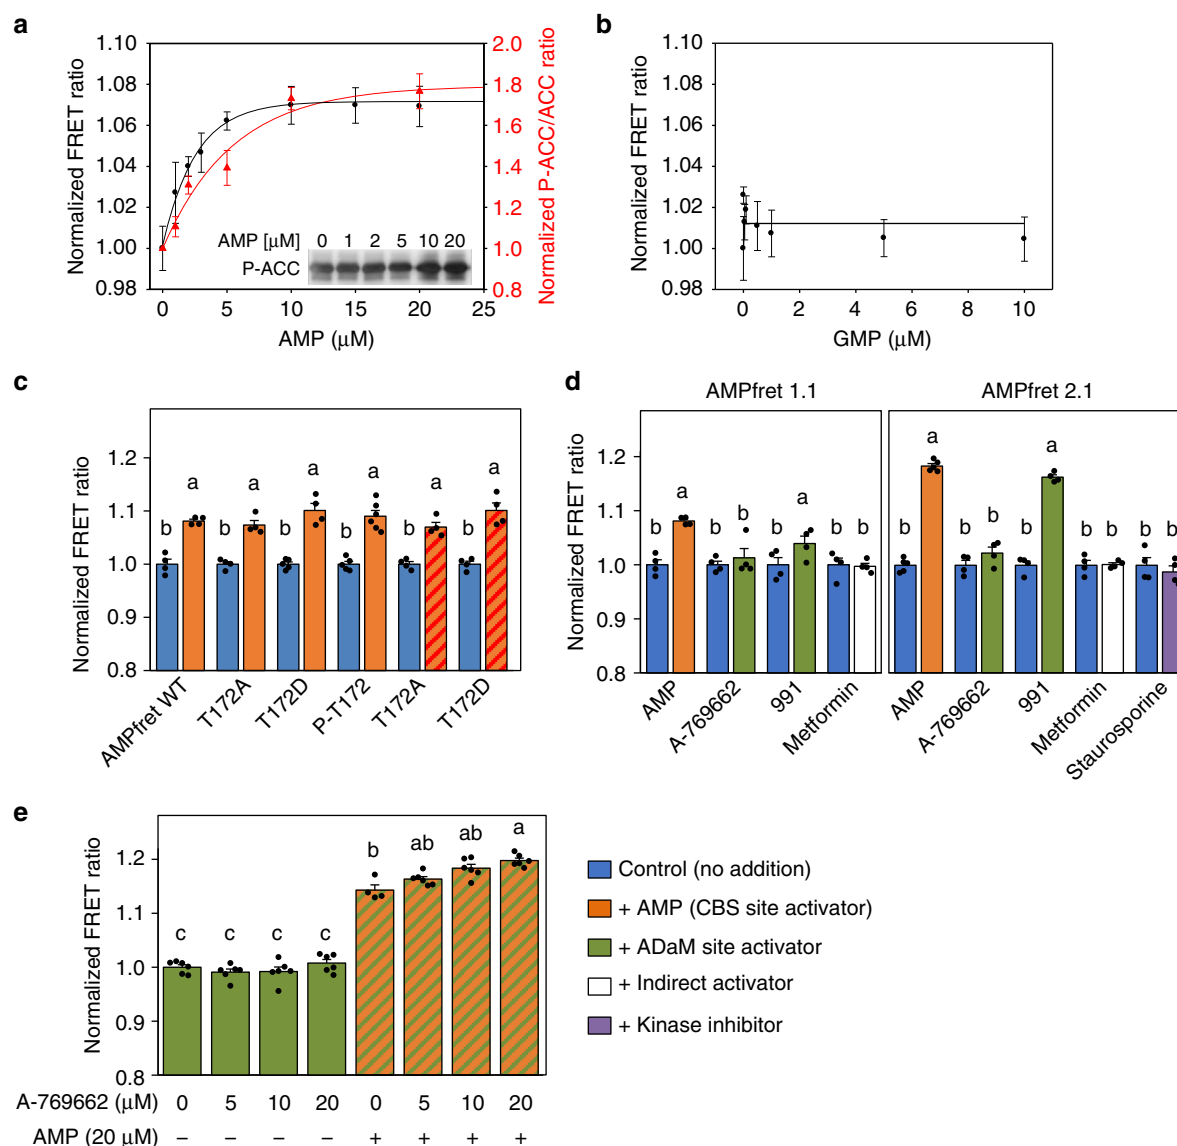 a
Normalized FRET ratio
1.10
1.08
1.06
1.04
1.02
1.00
0.98
2.0
1.8
1.6
1.4
1.2
1.0
0.8
Normalized P-ACC/ACC ratio
AMP [μM] 0 1 2 5 10 20
P-ACC
0 5 10 15 20 25
AMP (μM)
b
Normalized FRET ratio
1.10
1.08
1.06
1.04
1.02
1.00
0.98
0 2 4 6 8 10
GMP (μM)
c
Normalized FRET ratio
1.2
1.1
1.0
0.9
0.8
b a b a b a b a b a b a
AMPfret WT T172A T172D P-T172 T172A T172D
d
AMPfret 1.1 AMPfret 2.1
Normalized FRET ratio
1.2
1.1
1.0
0.9
0.8
b a b b b a b b b a b b b a b b b b
AMP A-769662 991 Metformin AMP A-769662 991 Metformin Staurosporine
e
Normalized FRET ratio
1.2
1.1
1.0
0.9
0.8
c c c c b ab ab a
A-769662 (μM) 0 5 10 20 0 5 10 20
AMP (20 μM) – – – – + + + +
Control (no addition)
+ AMP (CBS site activator)
+ ADaM site activator
+ Indirect activator
+ Kinase inhibitor